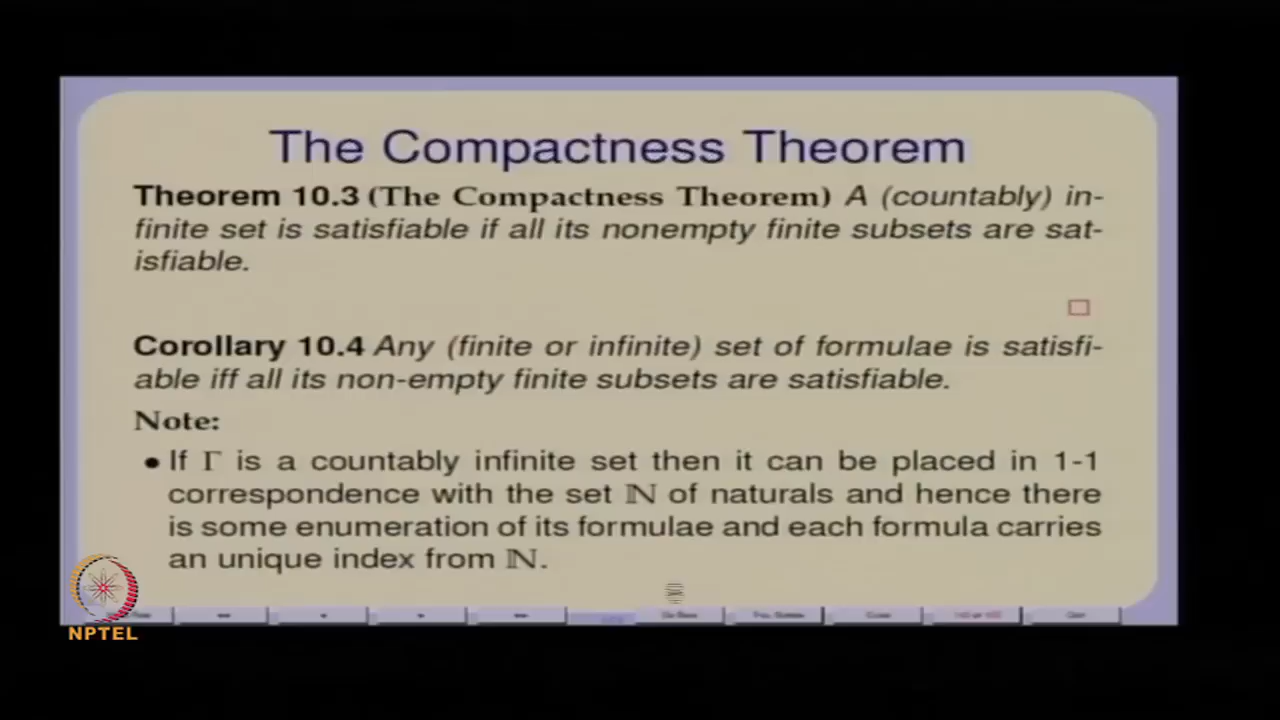 The Compactness Theorem
Theorem 10.3 (The Compactness Theorem) A (countably) in-
finite set is satisfiable if all its nonempty finite subsets are sat-
isfiable.
Corollary 10.4 Any (finite or infinite) set of formulae is satisfi-
able iff all its non-empty finite subsets are satisfiable.
Note:
• If Γ is a countably infinite set then it can be placed in 1-1
correspondence with the set ℕ of naturals and hence there
is some enumeration of its formulae and each formula carries
an unique index from ℕ.
NPTEL